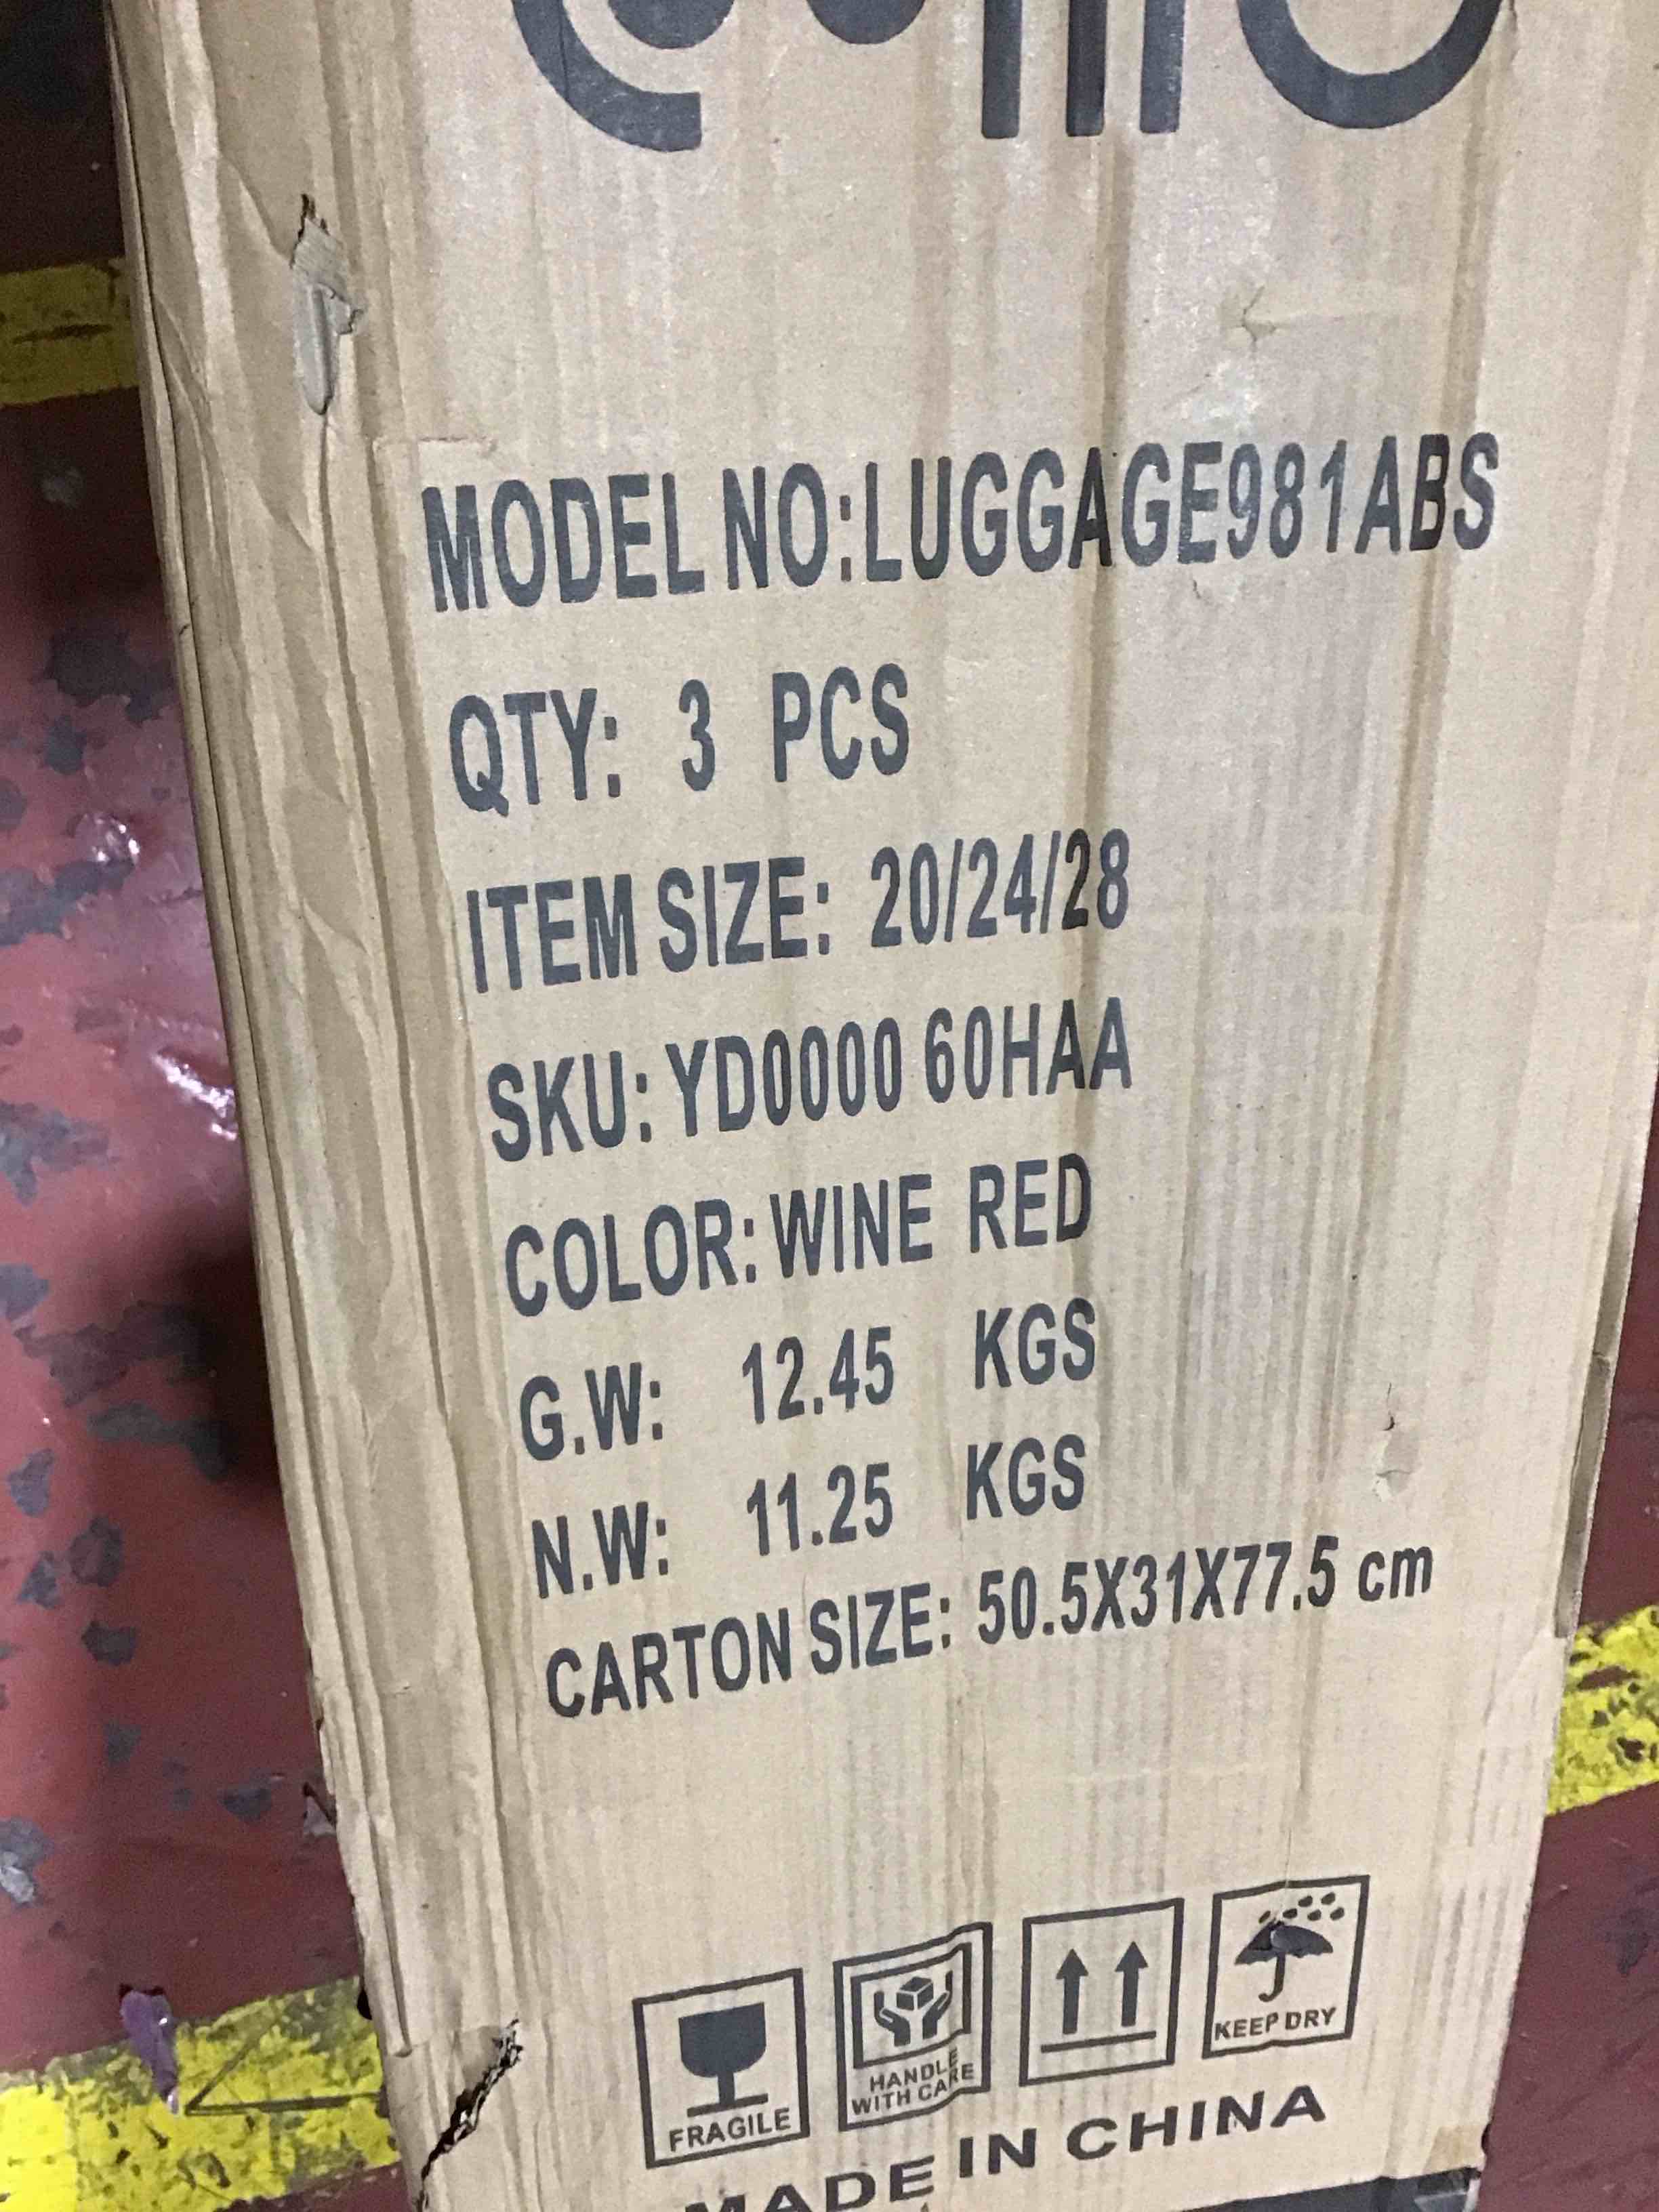 MODEL NO:LUGGAGE981ABS
QTY: 3 PCS
ITEM SIZE: 20/24/28
SKU: YD0000 60HAA
COLOR: WINE RED
G.W: 12.45 KGS
N.W: 11.25 KGS
CARTON SIZE: 50.5X31X77.5 cm
FRAGILE
HANDLE
WITH CARE
KEEP DRY
MADE IN CHINA